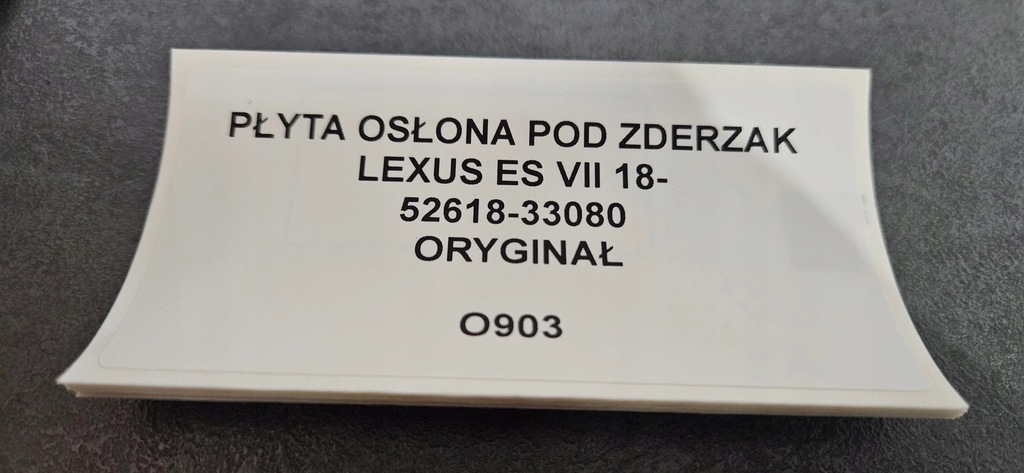 PŁYTA OSŁONA POD ZDERZAK
LEXUS ES VII 18-
52618-33080
ORYGINAŁ
O903